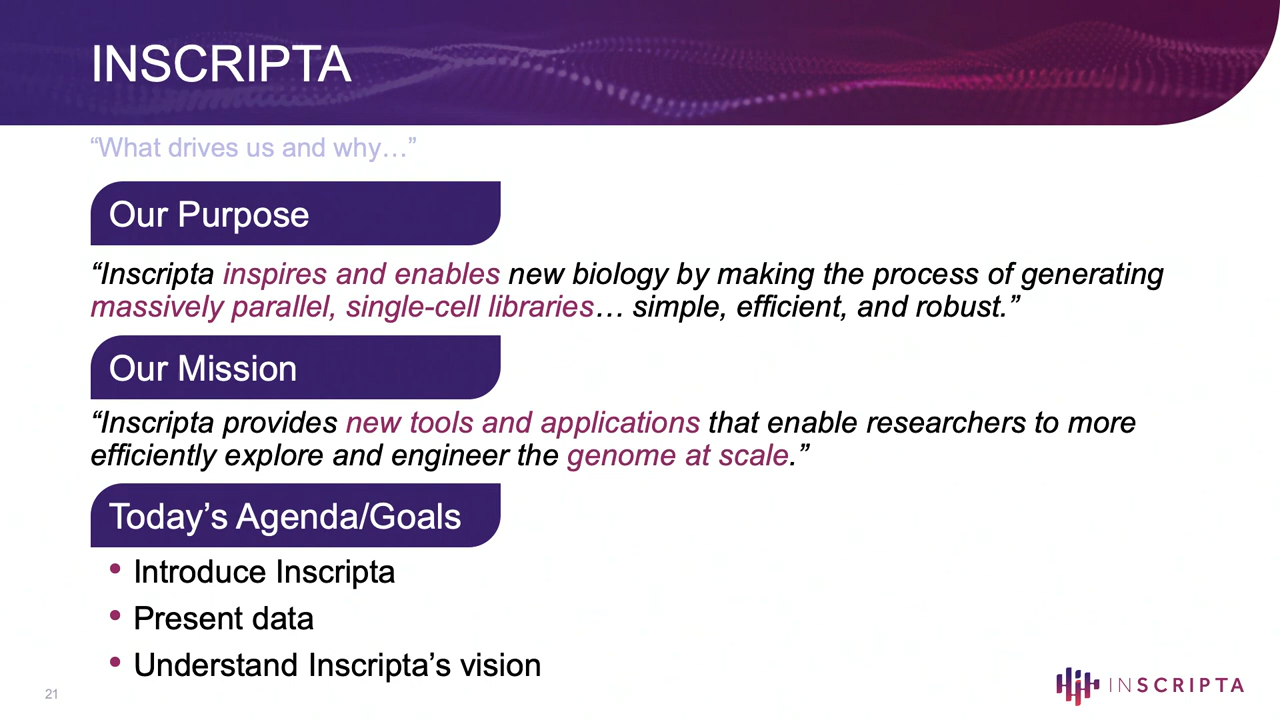 INSCRIPTA
“What drives us and why…”
Our Purpose
“Inscripta inspires and enables new biology by making the process of generating
massively parallel, single-cell libraries… simple, efficient, and robust.”
Our Mission
“Inscripta provides new tools and applications that enable researchers to more
efficiently explore and engineer the genome at scale.”
Today’s Agenda/Goals
• Introduce Inscripta
• Present data
• Understand Inscripta’s vision
21
INSCRIPTA